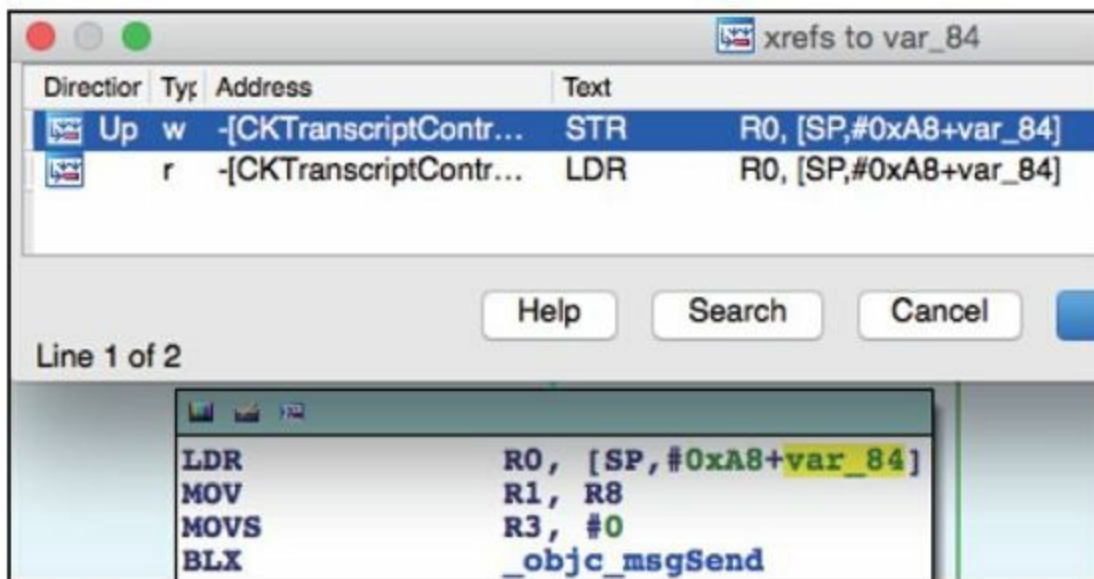 xrefs to var_84
Direction Typ Address Text
Up w -[CKTranscriptContr... STR R0, [SP,#0xA8+var_84]
r -[CKTranscriptContr... LDR R0, [SP,#0xA8+var_84]
Help Search Cancel
Line 1 of 2
LDR R0, [SP,#0xA8+var_84]
MOV R1, R8
MOVS R3, #0
BLX _objc_msgSend